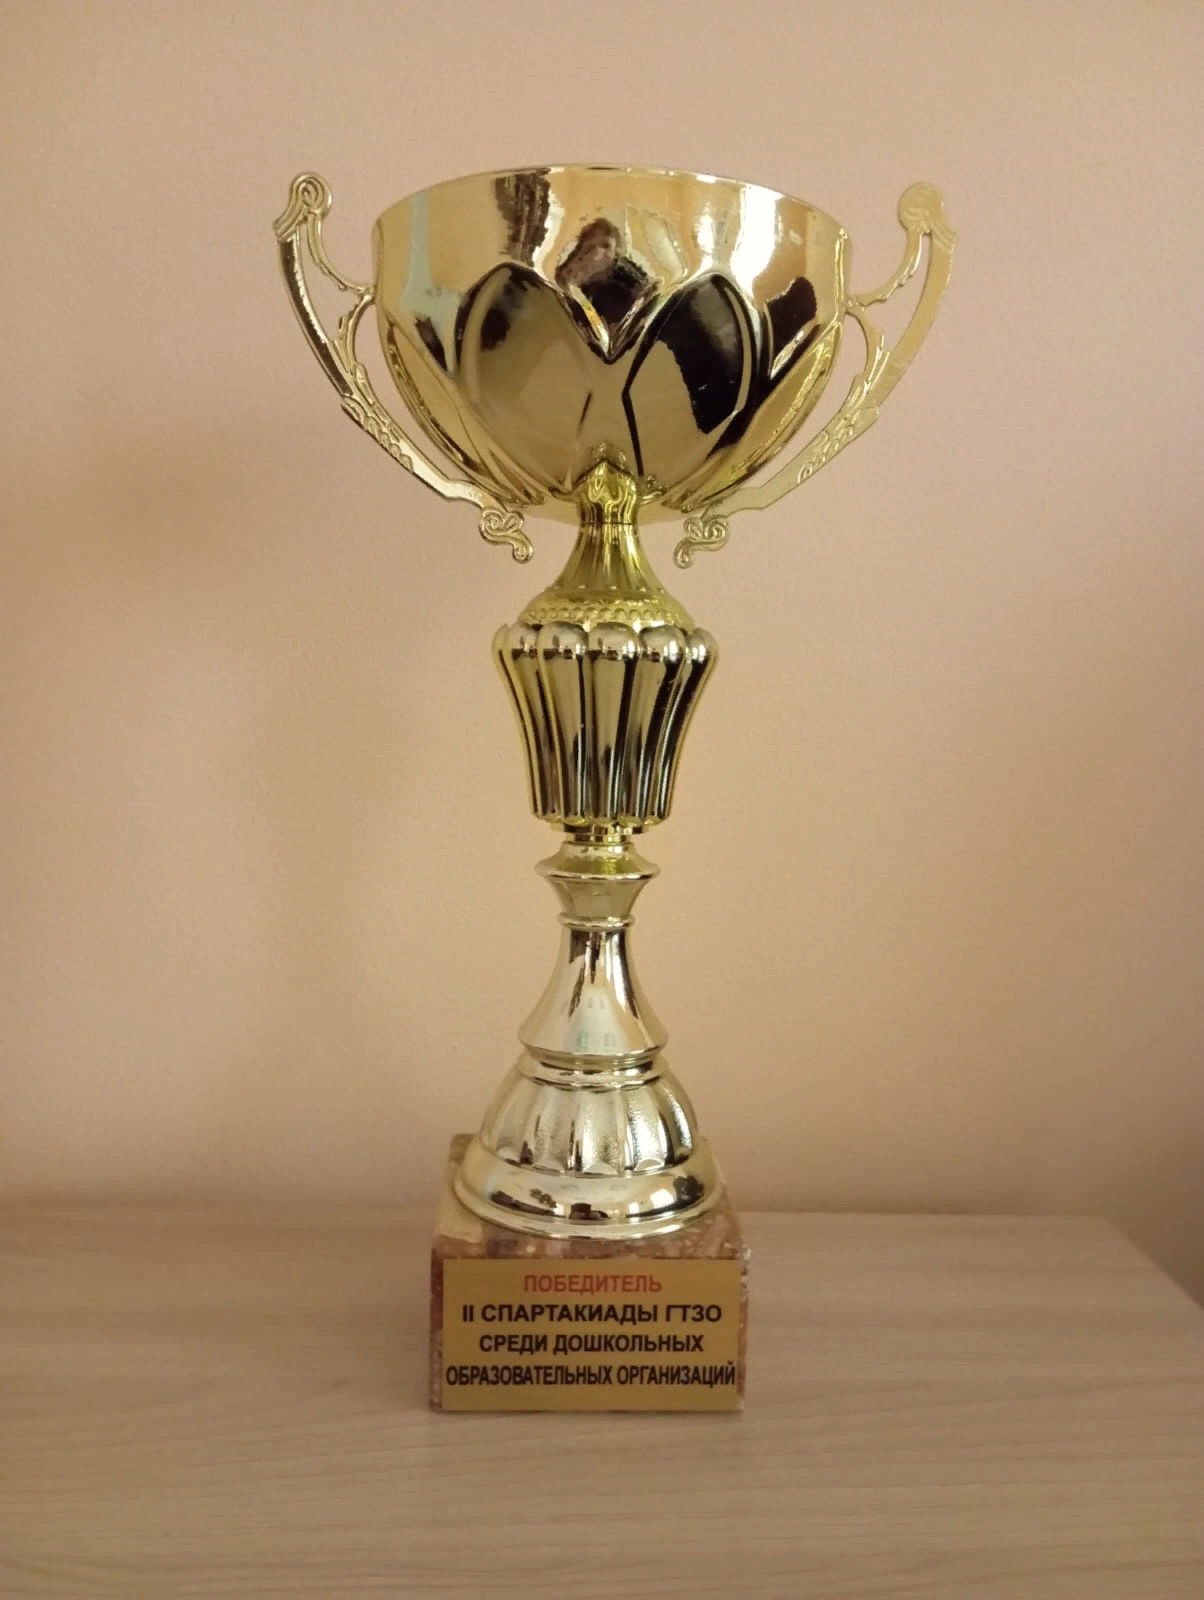 ПОБЕДИТЕЛЬ
II СПАРТАКИАДЫ ГТЗО
СРЕДИ ДОШКОЛЬНЫХ
ОБРАЗОВАТЕЛЬНЫХ ОРГАНИЗАЦИЙ